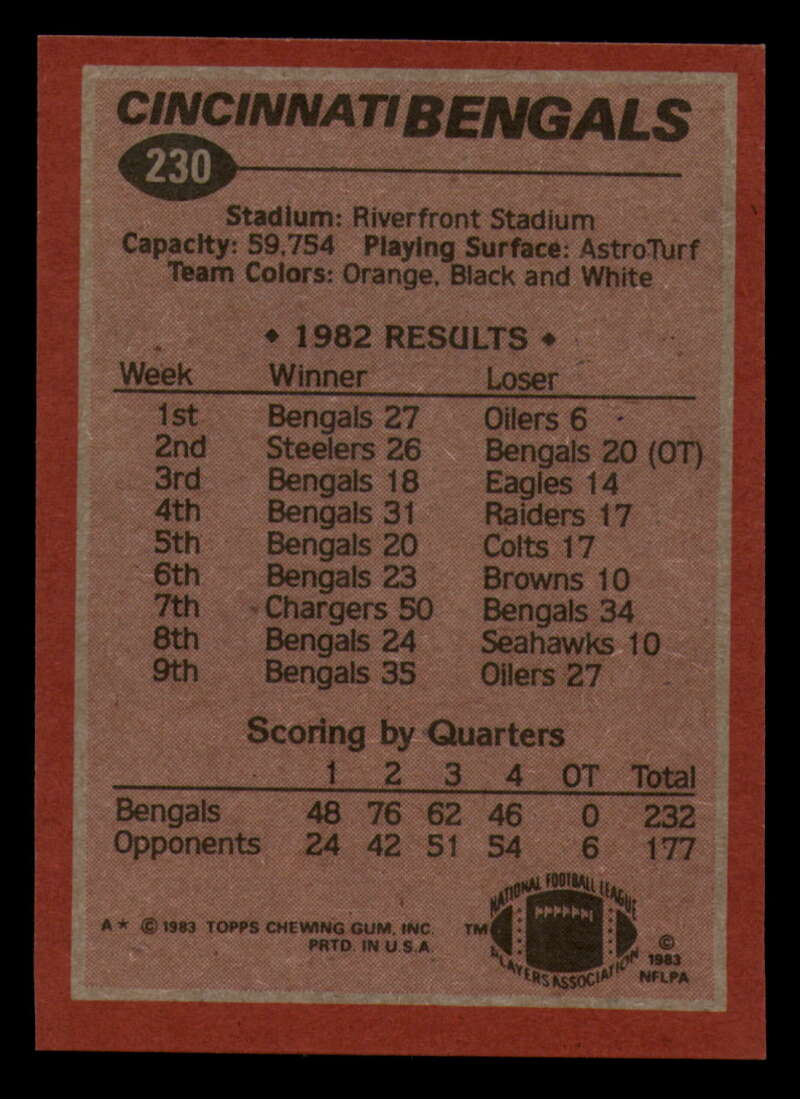 CINCINNATI BENGALS
230
Stadium: Riverfront Stadium
Capacity: 59,754 Playing Surface: AstroTurf
Team Colors: Orange, Black and White
◆ 1982 RESULTS ◆
Week Winner Loser
1st Bengals 27 Oilers 6
2nd Steelers 26 Bengals 20 (OT)
3rd Bengals 18 Eagles 14
4th Bengals 31 Raiders 17
5th Bengals 20 Colts 17
6th Bengals 23 Browns 10
7th Chargers 50 Bengals 34
8th Bengals 24 Seahawks 10
9th Bengals 35 Oilers 27
Scoring by Quarters
1 2 3 4 OT Total
Bengals 48 76 62 46 0 232
Opponents 24 42 51 54 6 177
A★ © 1983 TOPPS CHEWING GUM, INC.
PRTD. IN U.S.A.
TM
NATIONAL FOOTBALL LEAGUE
PLAYERS ASSOCIATION
©
1983
NFLPA